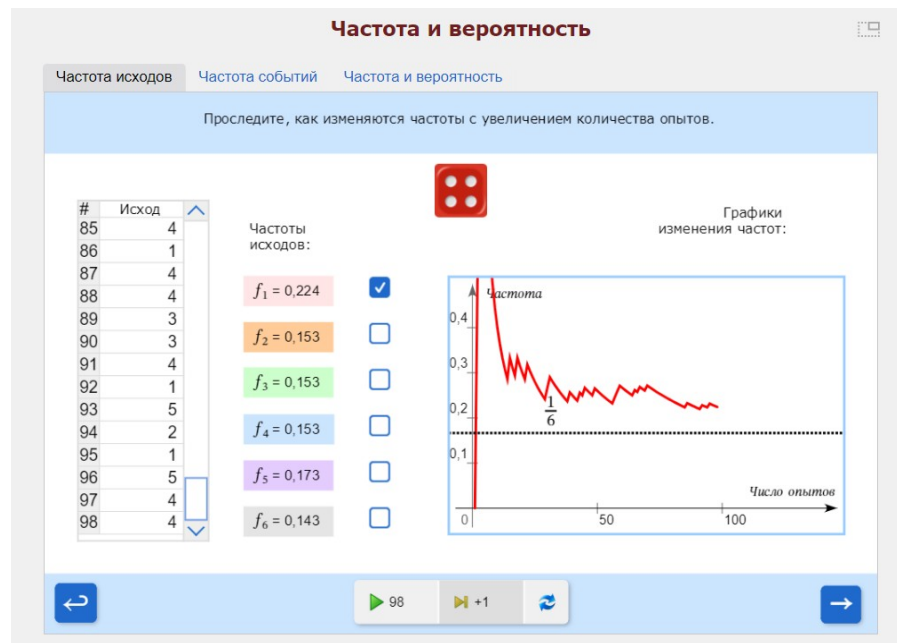 Частота и вероятность
Частота исходов Частота событий Частота и вероятность
Проследите, как изменяются частоты с увеличением количества опытов.
# Исход
85 4
86 1
87 4
88 4
89 3
90 3
91 4
92 1
93 5
94 2
95 1
96 5
97 4
98 4
Частоты
исходов:
f₁ = 0,224
f₂ = 0,153
f₃ = 0,153
f₄ = 0,153
f₅ = 0,173
f₆ = 0,143
Графики
изменения частот:
Частота
0,4
0,3
0,2
1
6
0,1
Число опытов
0 50 100
98 +1